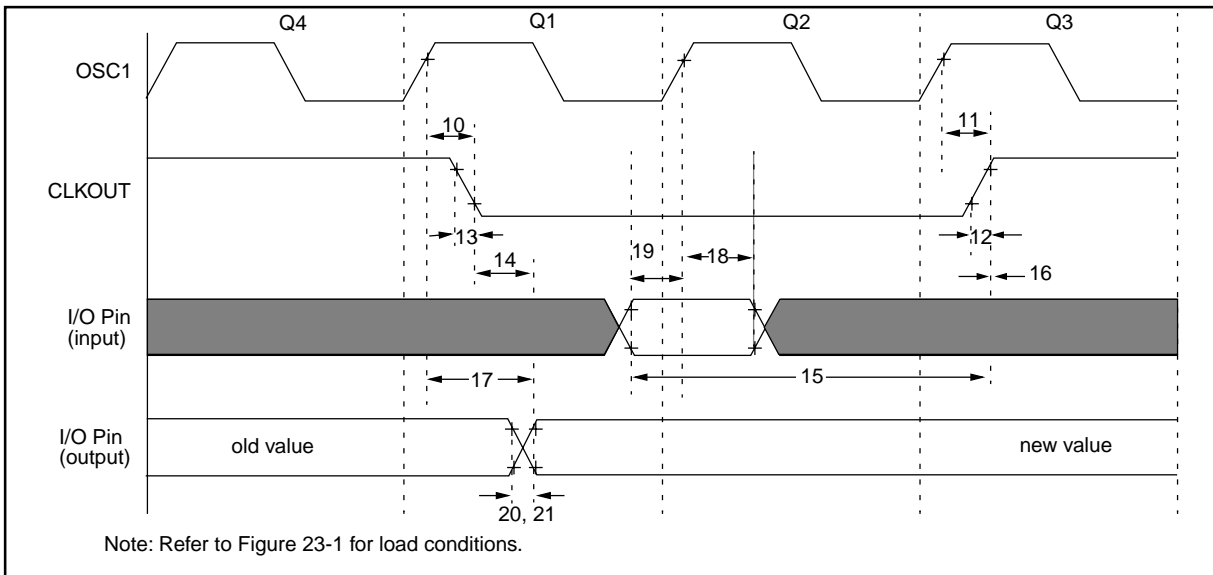 Q4 Q1 Q2 Q3
OSC1
10 11
CLKOUT
13 12
14 19 18 16
I/O Pin
(input)
17 15
I/O Pin
(output)
old value new value
20, 21
Note: Refer to Figure 23-1 for load conditions.